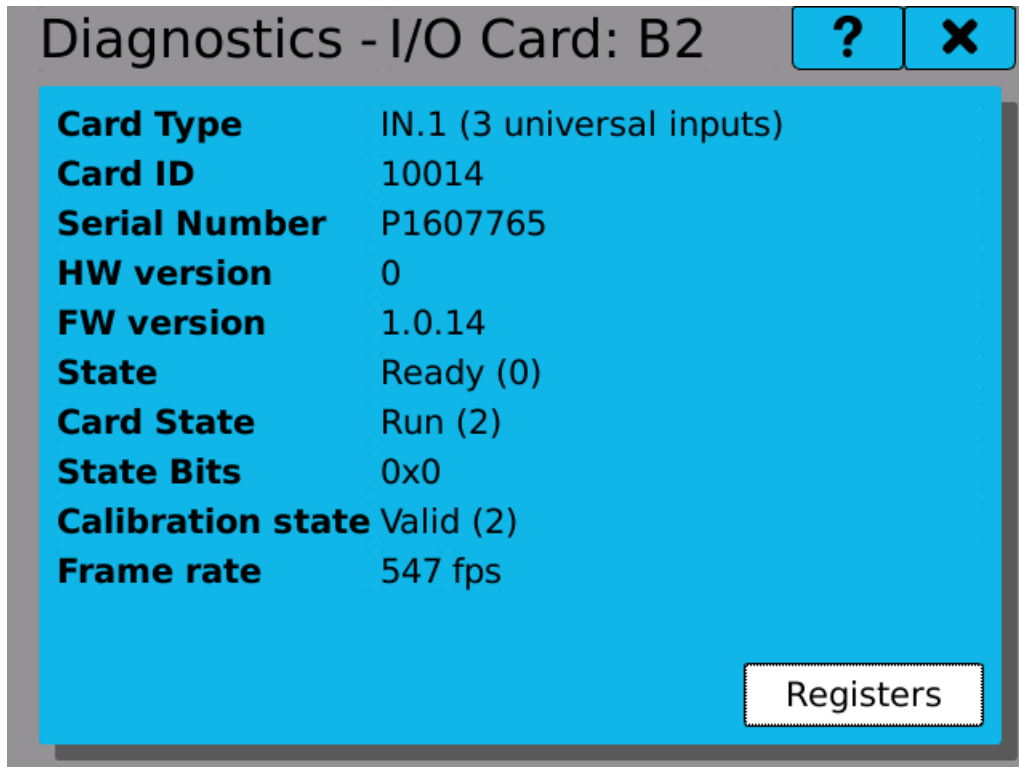 Diagnostics - I/O Card: B2 ? ✖
Card Type IN.1 (3 universal inputs)
Card ID 10014
Serial Number P1607765
HW version 0
FW version 1.0.14
State Ready (0)
Card State Run (2)
State Bits 0x0
Calibration state Valid (2)
Frame rate 547 fps
Registers